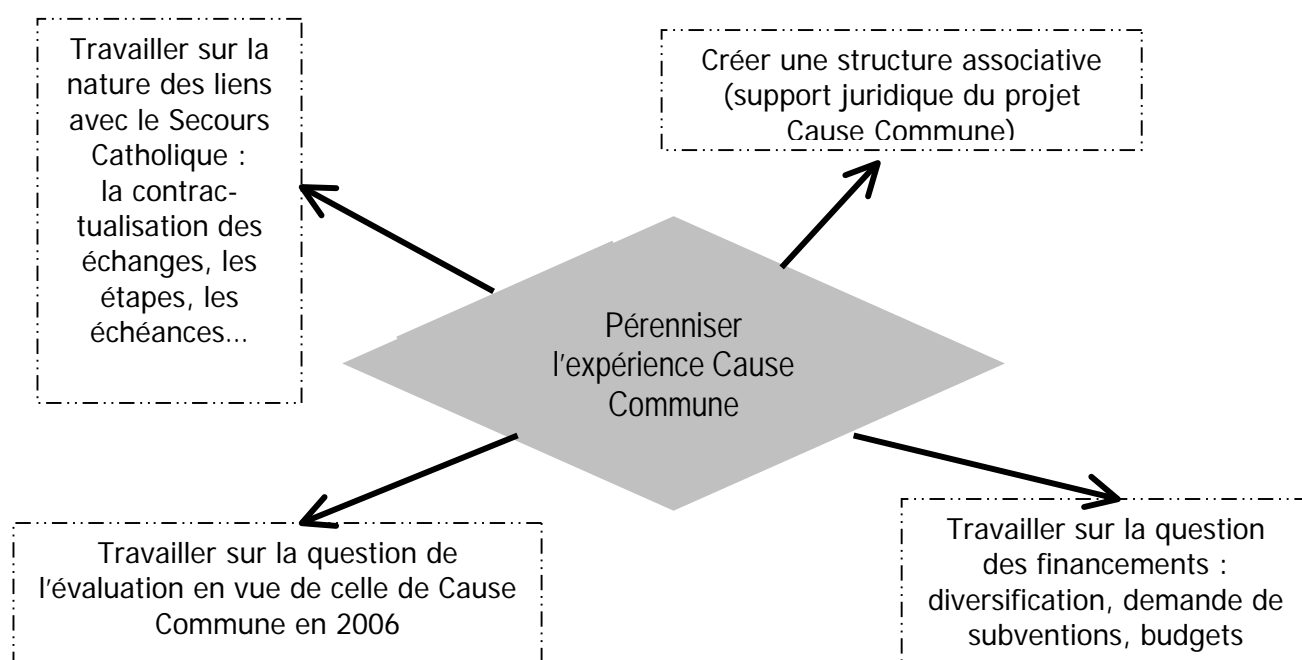 Travailler sur la
nature des liens
avec le Secours
Catholique :
la contrac-
tualisation des
échanges, les
étapes, les
échéances...
Créer une structure associative
(support juridique du projet
Cause Commune)
Pérenniser
l'expérience Cause
Commune
Travailler sur la question de
l'évaluation en vue de celle de Cause
Commune en 2006
Travailler sur la question
des financements :
diversification, demande de
subventions, budgets